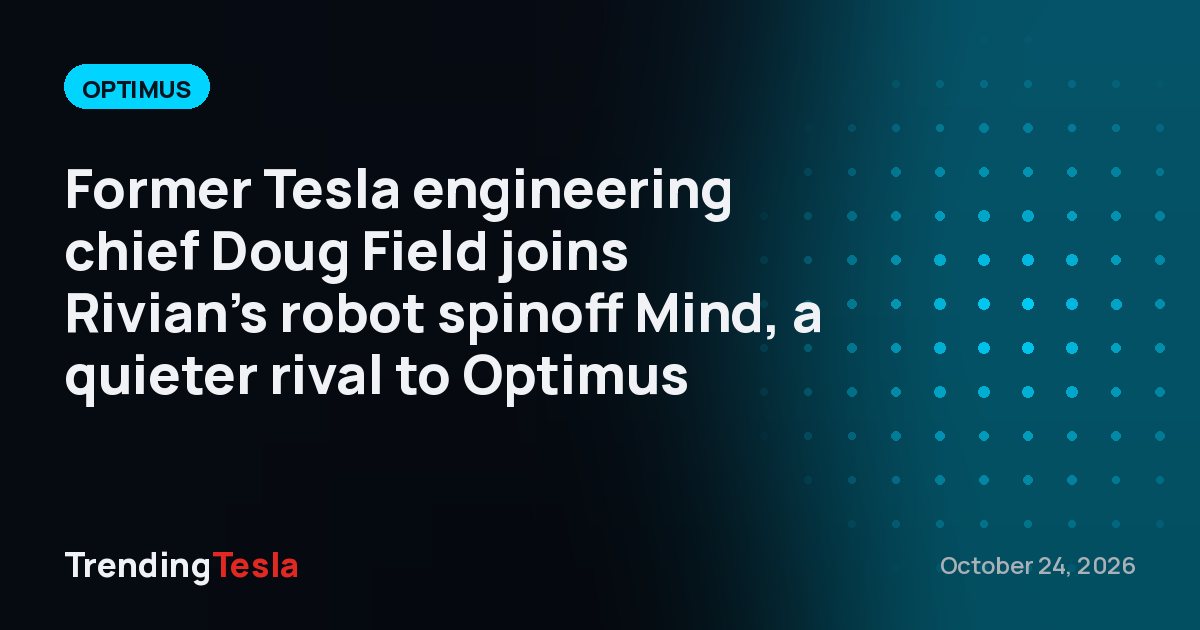 OPTIMUS
Former Tesla engineering
chief Doug Field joins
Rivian’s robot spinoff Mind, a
quieter rival to Optimus
TrendingTesla
October 24, 2026